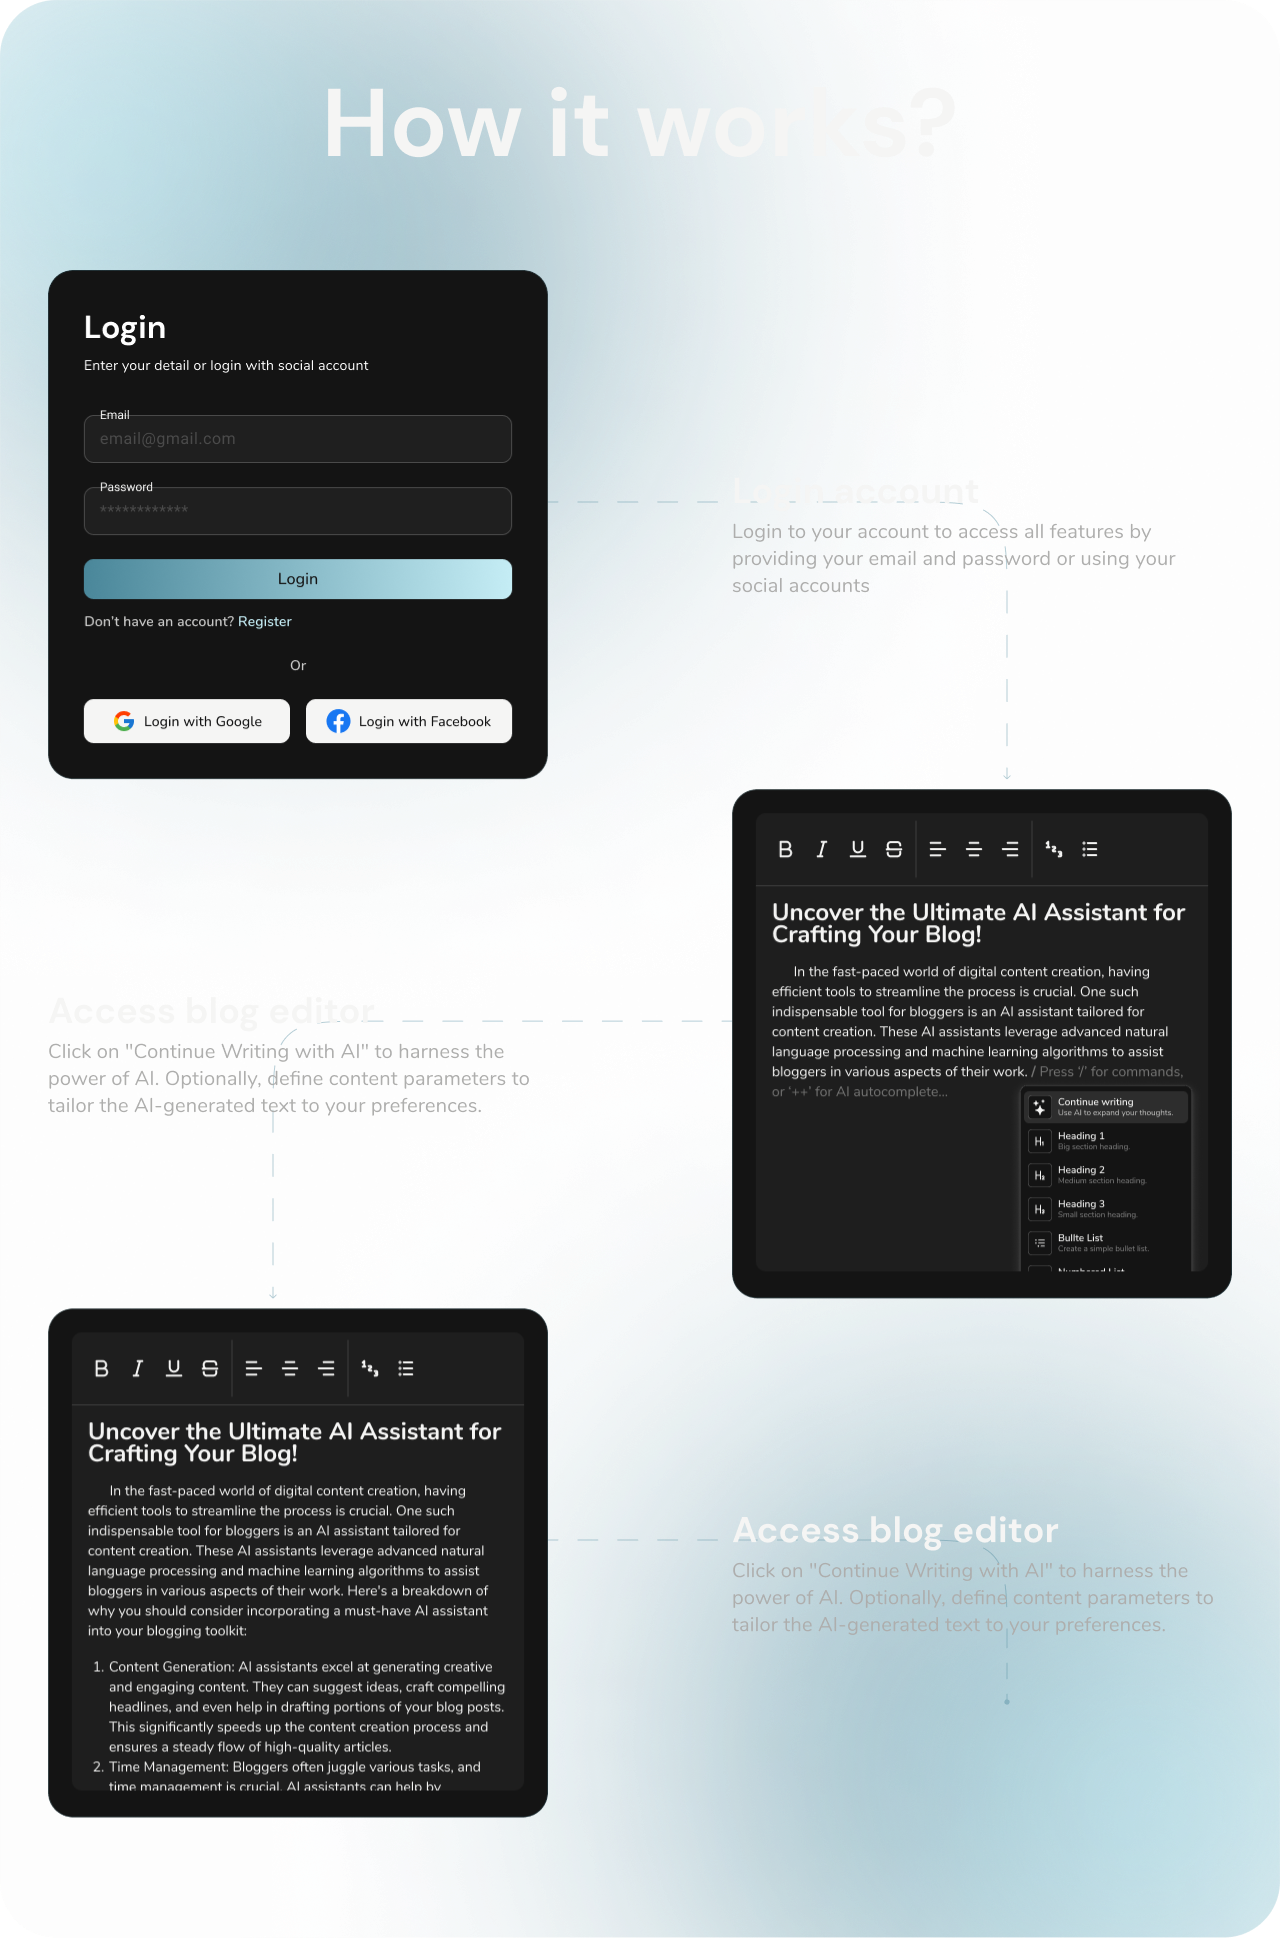 How it works?
Login
Enter your detail or login with social account
Email
email@gmail.com
Password
************
Login
Don't have an account? Register
Or
Login with Google
Login with Facebook
Login account
Login to your account to access all features by
providing your email and password or using your
social accounts
B I U S
Uncover the Ultimate AI Assistant for
Crafting Your Blog!
In the fast-paced world of digital content creation, having
efficient tools to streamline the process is crucial. One such
indispensable tool for bloggers is an AI assistant tailored for
content creation. These AI assistants leverage advanced natural
language processing and machine learning algorithms to assist
bloggers in various aspects of their work. / Press '/' for commands,
or '++' for AI autocomplete...
Continue writing
Use AI to expand your thoughts.
H1
Heading 1
Big section heading.
H2
Heading 2
Medium section heading.
H3
Heading 3
Small section heading.
Bullte List
Create a simple bullet list.
Numbered List
Access blog editor
Click on "Continue Writing with AI" to harness the
power of AI. Optionally, define content parameters to
tailor the AI-generated text to your preferences.
B I U S
Uncover the Ultimate AI Assistant for
Crafting Your Blog!
In the fast-paced world of digital content creation, having
efficient tools to streamline the process is crucial. One such
indispensable tool for bloggers is an AI assistant tailored for
content creation. These AI assistants leverage advanced natural
language processing and machine learning algorithms to assist
bloggers in various aspects of their work. Here's a breakdown of
why you should consider incorporating a must-have AI assistant
into your blogging toolkit:
1. Content Generation: AI assistants excel at generating creative
and engaging content. They can suggest ideas, craft compelling
headlines, and even help in drafting portions of your blog posts.
This significantly speeds up the content creation process and
ensures a steady flow of high-quality articles.
2. Time Management: Bloggers often juggle various tasks, and
time management is crucial. AI assistants can help by
Access blog editor
Click on "Continue Writing with AI" to harness the
power of AI. Optionally, define content parameters to
tailor the AI-generated text to your preferences.